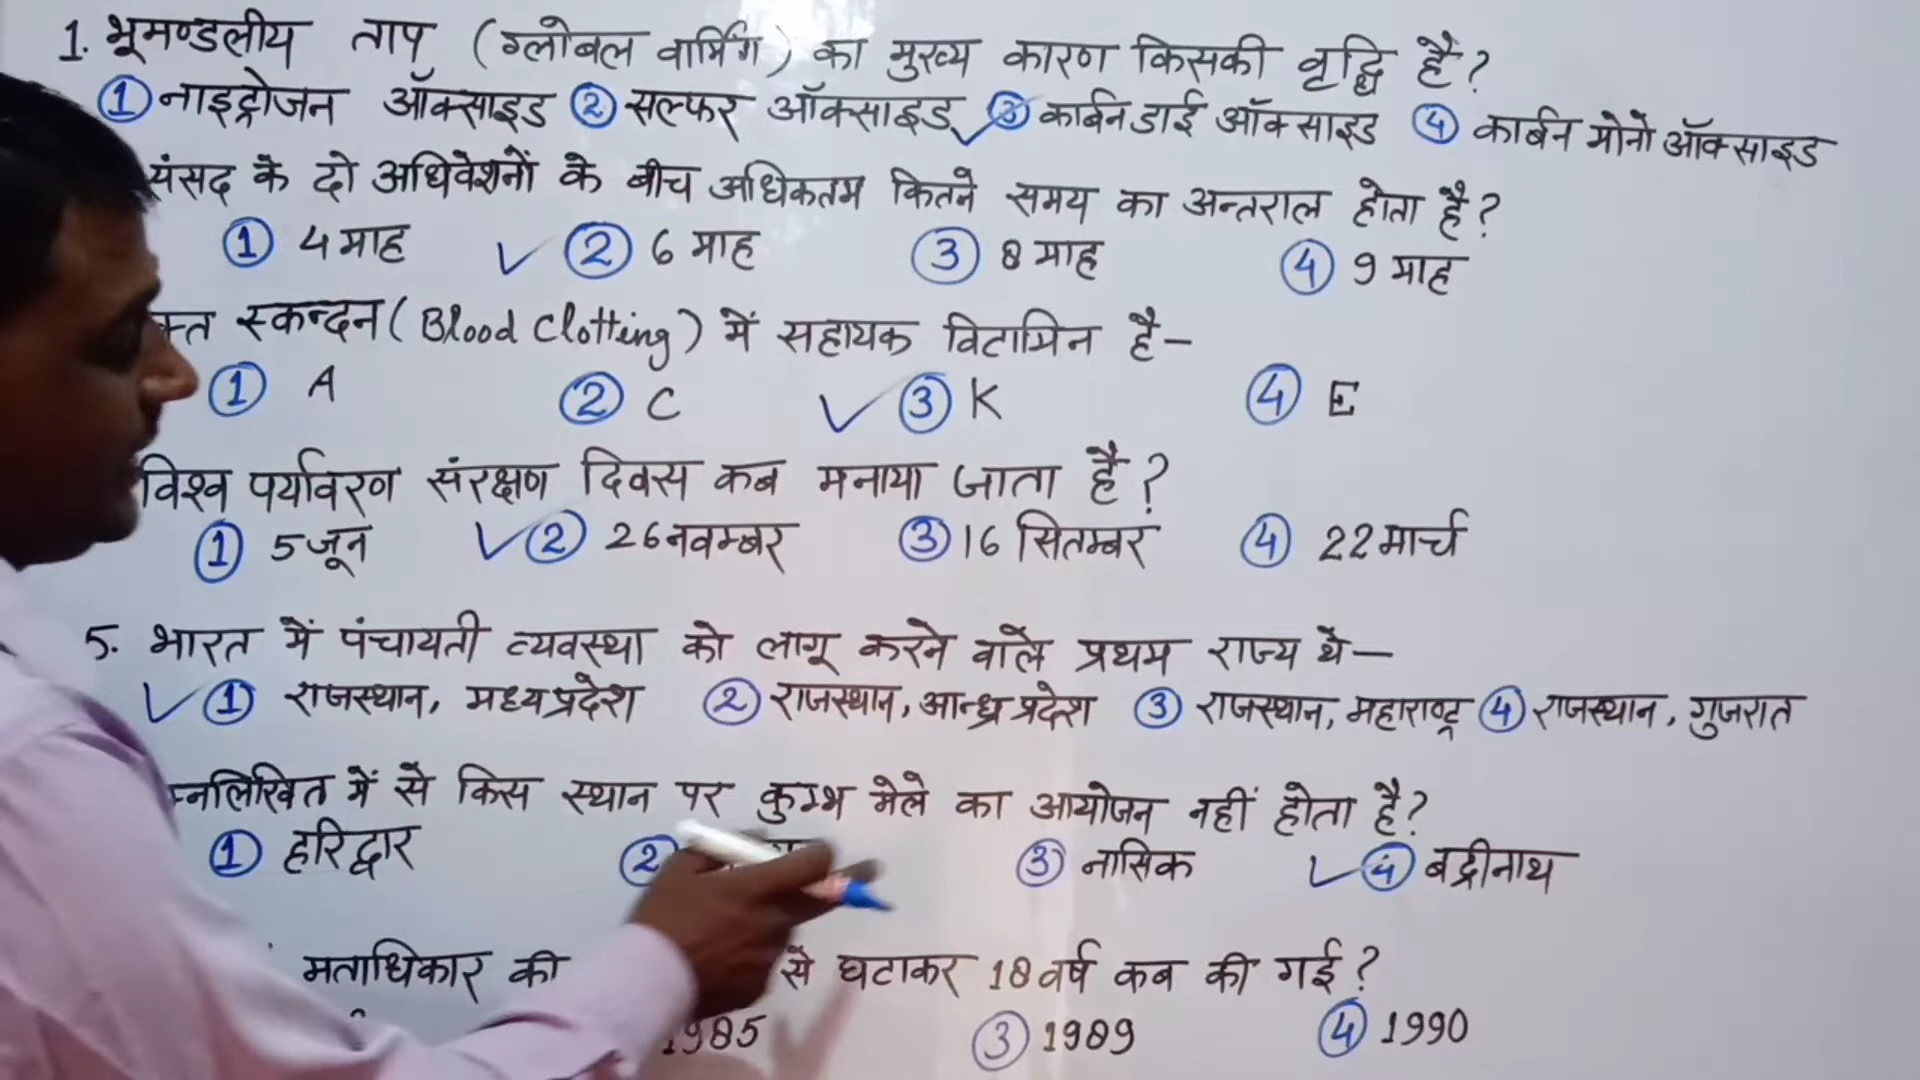 1. भूमण्डलीय ताप (ग्लोबल वार्मिंग) का मुख्य कारण किसकी वृद्धि है?
① नाइट्रोजन ऑक्साइड ② सल्फर ऑक्साइड ✓③ कार्बन डाई ऑक्साइड ④ कार्बन मोनो ऑक्साइड
संसद के दो अधिवेशनों के बीच अधिकतम कितने समय का अन्तराल होता है?
① 4 माह ✓② 6 माह ③ 8 माह ④ 9 माह
स्कन्दन (Blood Clotting) में सहायक विटामिन है-
① A ② C ✓③ K ④ E
विश्व पर्यावरण संरक्षण दिवस कब मनाया जाता है?
① 5 जून ✓② 26 नवम्बर ③ 16 सितम्बर ④ 22 मार्च
5. भारत में पंचायती व्यवस्था को लागू करने वाले प्रथम राज्य थे-
✓① राजस्थान, मध्यप्रदेश ② राजस्थान, आन्ध्र प्रदेश ③ राजस्थान, महाराष्ट्र ④ राजस्थान, गुजरात
में से किस स्थान पर कुम्भ मेले का आयोजन नहीं होता है?
① हरिद्वार ② ③ नासिक ✓④ बद्रीनाथ
मताधिकार की से घटाकर 18 वर्ष कब की गई?
1985 ③ 1989 ④ 1990